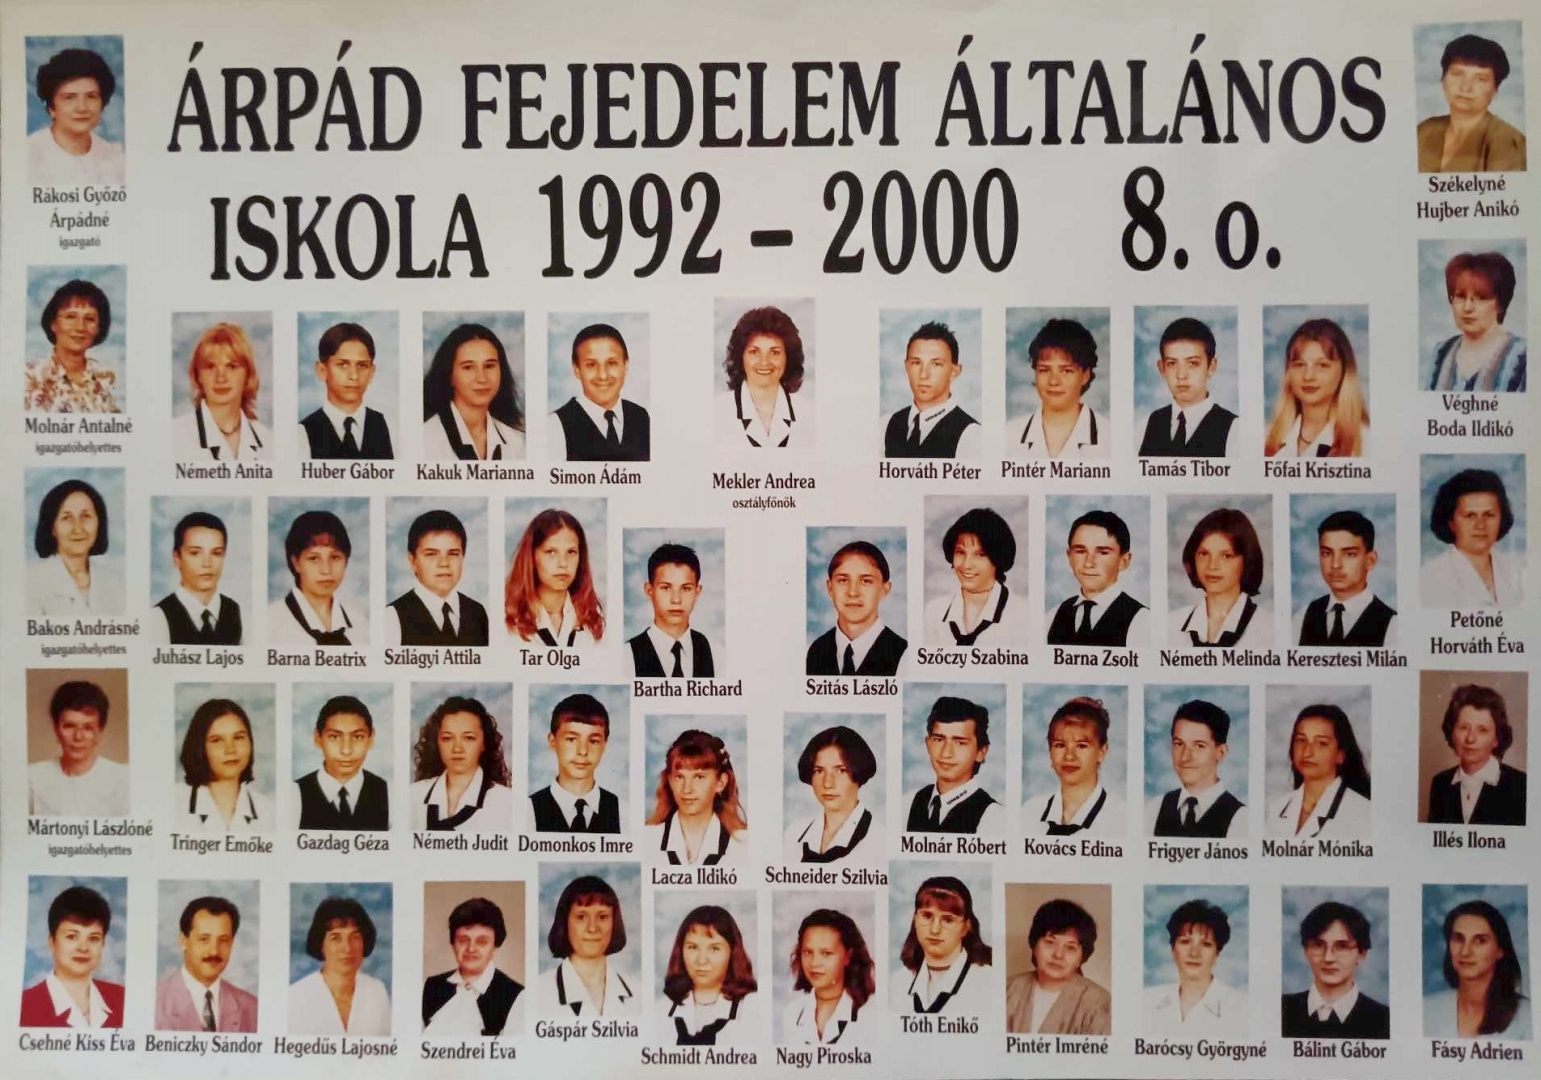 ÁRPÁD FEJEDELEM ÁLTALÁNOS
ISKOLA 1992 – 2000 8. o.
Rákosi Győző
Árpádné
igazgató
Székelyné
Hujber Anikó
Molnár Antalné
igazgatóhelyettes
Véghné
Boda Ildikó
Németh Anita
Huber Gábor
Kakuk Marianna
Simon Ádám
Mekler Andrea
osztályfőnök
Horváth Péter
Pintér Mariann
Tamás Tibor
Főfai Krisztina
Bakos Andrásné
igazgatóhelyettes
Petőné
Horváth Éva
Juhász Lajos
Barna Beatrix
Szilágyi Attila
Tar Olga
Bartha Richard
Szitás László
Szőczy Szabina
Barna Zsolt
Németh Melinda
Keresztesi Milán
Mártonyi Lászlóné
igazgatóhelyettes
Tringer Emőke
Gazdag Géza
Németh Judit
Domonkos Imre
Lacza Ildikó
Schneider Szilvia
Molnár Róbert
Kovács Edina
Frigyer János
Molnár Mónika
Illés Ilona
Csehné Kiss Éva
Beniczky Sándor
Hegedűs Lajosné
Szendrei Éva
Gáspár Szilvia
Schmidt Andrea
Nagy Piroska
Tóth Enikő
Pintér Imréné
Barócsy Györgyné
Bálint Gábor
Fásy Adrien